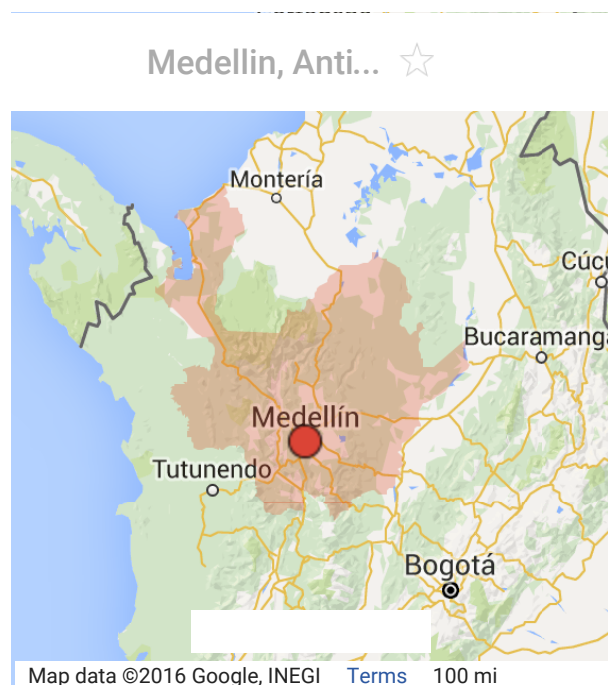 Medellin, Anti...
Montería
Cúcu
Bucaramanga
Medellín
Tutunendo
Bogotá
Map data ©2016 Google, INEGI Terms 100 mi